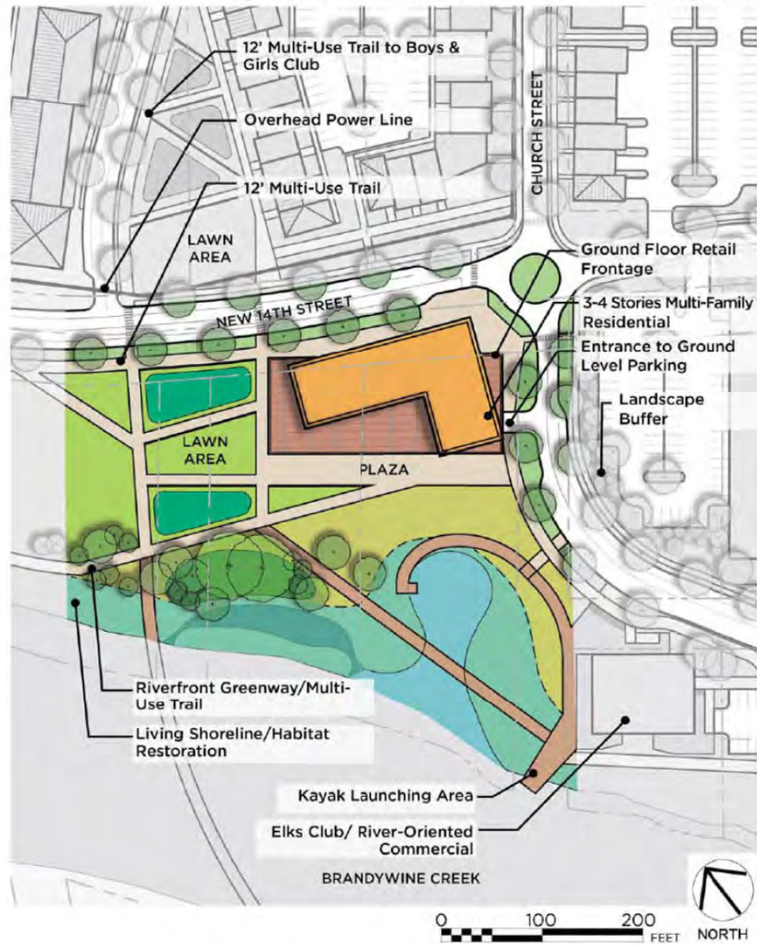 12' Multi-Use Trail to Boys &
Girls Club
Overhead Power Line
12' Multi-Use Trail
CHURCH STREET
LAWN
AREA
NEW 14TH STREET
Ground Floor Retail
Frontage
3-4 Stories Multi-Family
Residential
Entrance to Ground
Level Parking
Landscape
Buffer
LAWN
AREA
PLAZA
Riverfront Greenway/Multi-
Use Trail
Living Shoreline/Habitat
Restoration
Kayak Launching Area
Elks Club/ River-Oriented
Commercial
BRANDYWINE CREEK
0 100 200
FEET
NORTH